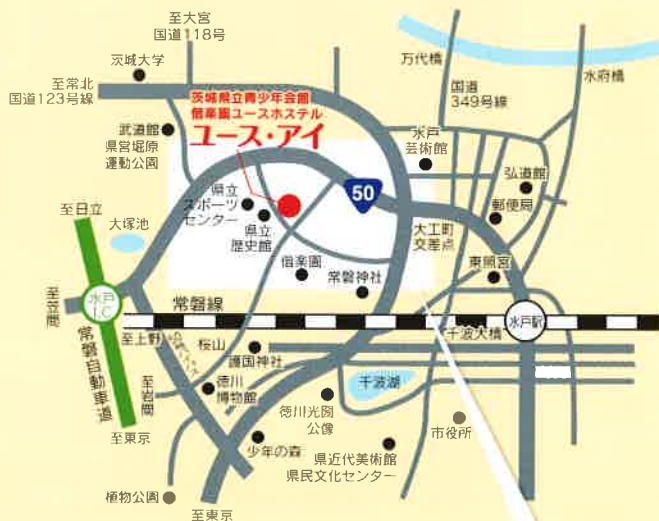 至大宮
国道118号
茨城大学
至常北
国道123号線
万代橋
国道
349号線
水府橋
茨城県立青少年会館
偕楽園ユースホステル
ユース・アイ
武道館
県営堀原
運動公園
水戸
芸術館
弘道館
郵便局
50
県立
スポーツ
センター
県立
歴史館
至日立
大塚池
大工町
交差点
東照宮
偕楽園
常磐神社
水戸
I.C.
至笠間
常磐線
水戸駅
千波大橋
至上野
桜山
護国神社
常磐自動車道
至岩間
徳川
博物館
千波湖
徳川光圀
公像
市役所
至東京
少年の森
県近代美術館
県民文化センター
植物公園
至東京